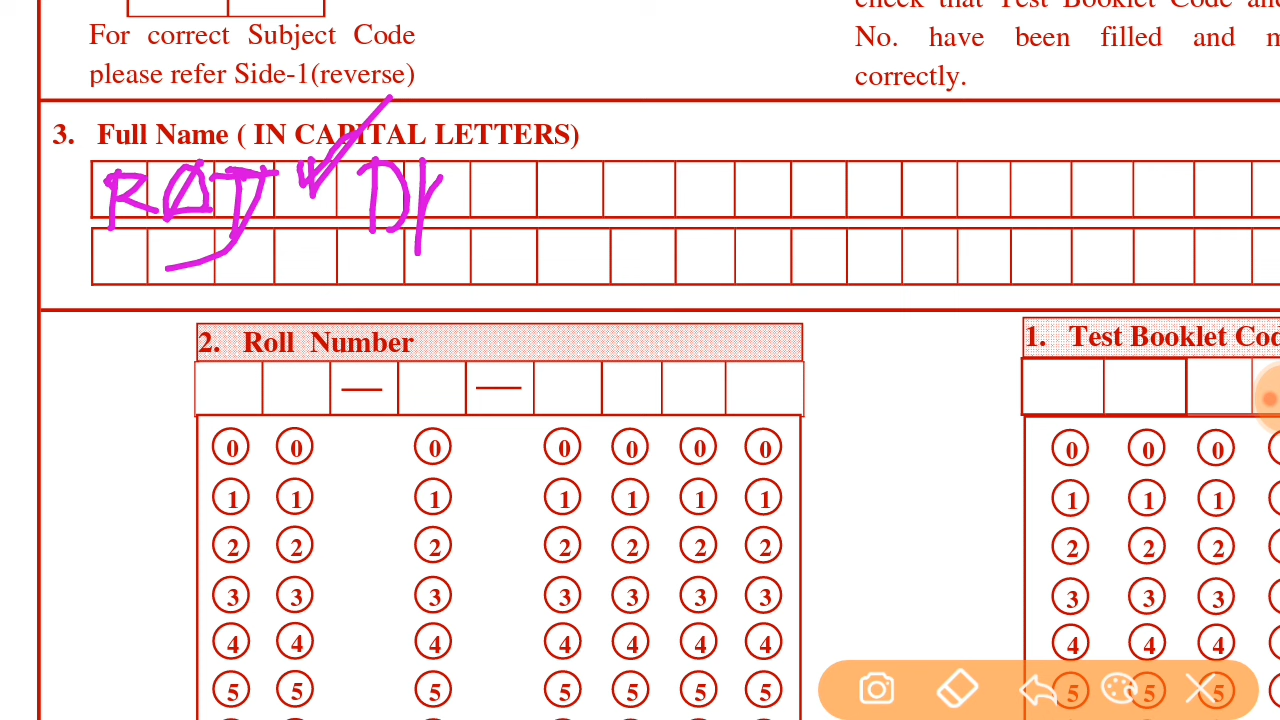 check that Test Booklet Code and
For correct Subject Code
please refer Side-1(reverse)
No. have been filled and m
correctly.
3. Full Name ( IN CAPITAL LETTERS)
2. Roll Number
1. Test Booklet Cod
— —
0 0 0 0 0 0 0 0 0 0
1 1 1 1 1 1 1 1 1 1
2 2 2 2 2 2 2 2 2 2
3 3 3 3 3 3 3 3 3 3
4 4 4 4 4 4 4 4 4 4
5 5 5 5 5 5 5 5 5 5